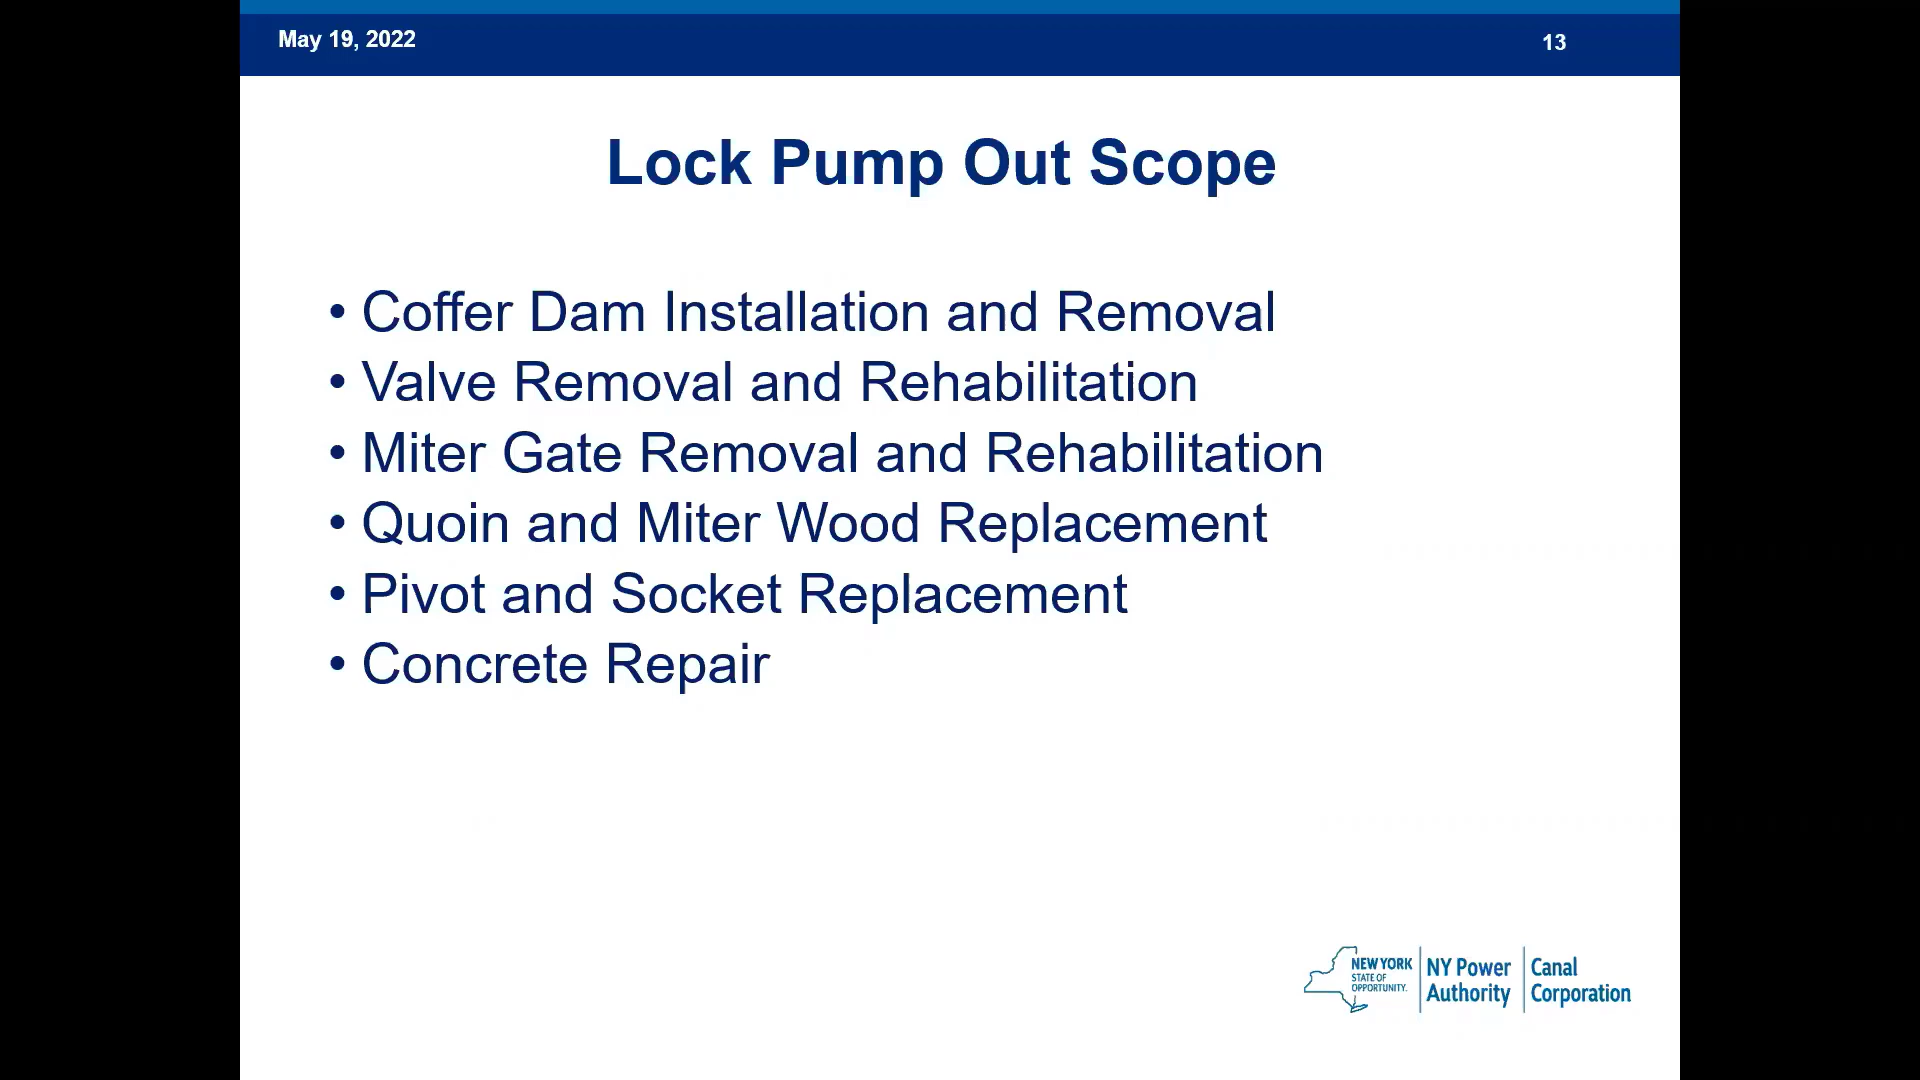 May 19, 2022
13
Lock Pump Out Scope
• Coffer Dam Installation and Removal
• Valve Removal and Rehabilitation
• Miter Gate Removal and Rehabilitation
• Quoin and Miter Wood Replacement
• Pivot and Socket Replacement
• Concrete Repair
NEW YORK
STATE OF
OPPORTUNITY.
NY Power
Authority
Canal
Corporation